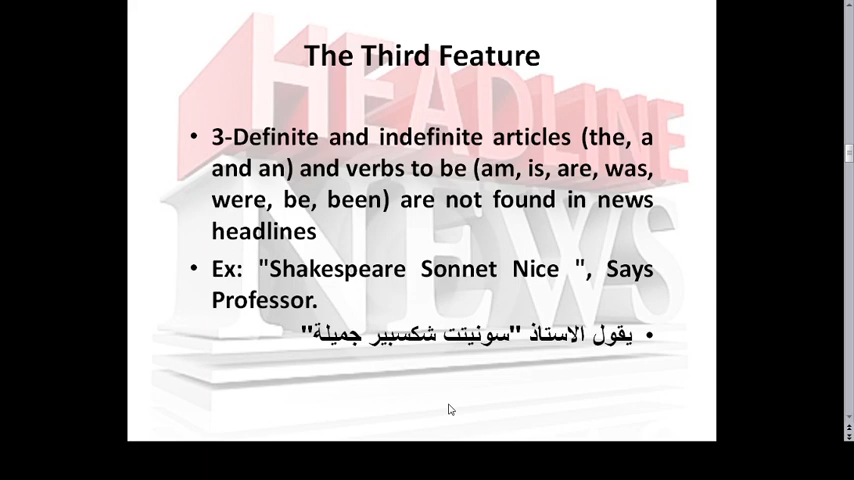 The Third Feature
• 3-Definite and indefinite articles (the, a
and an) and verbs to be (am, is, are, was,
were, be, been) are not found in news
headlines
• Ex: "Shakespeare Sonnet Nice ", Says
Professor.
• يقول الاستاذ "سونيتت شكسبير جميلة"
HEADLINE
NEWS